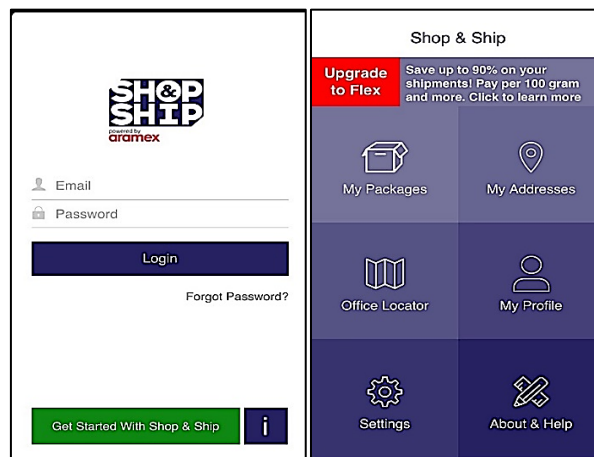 SHOP
&
SHIP
powered by
aramex
Email
Password
Login
Forgot Password?
Get Started With Shop & Ship
i
Shop & Ship
Upgrade
to Flex
Save up to 90% on your
shipments! Pay per 100 gram
and more. Click to learn more
My Packages
My Addresses
Office Locator
My Profile
Settings
About & Help